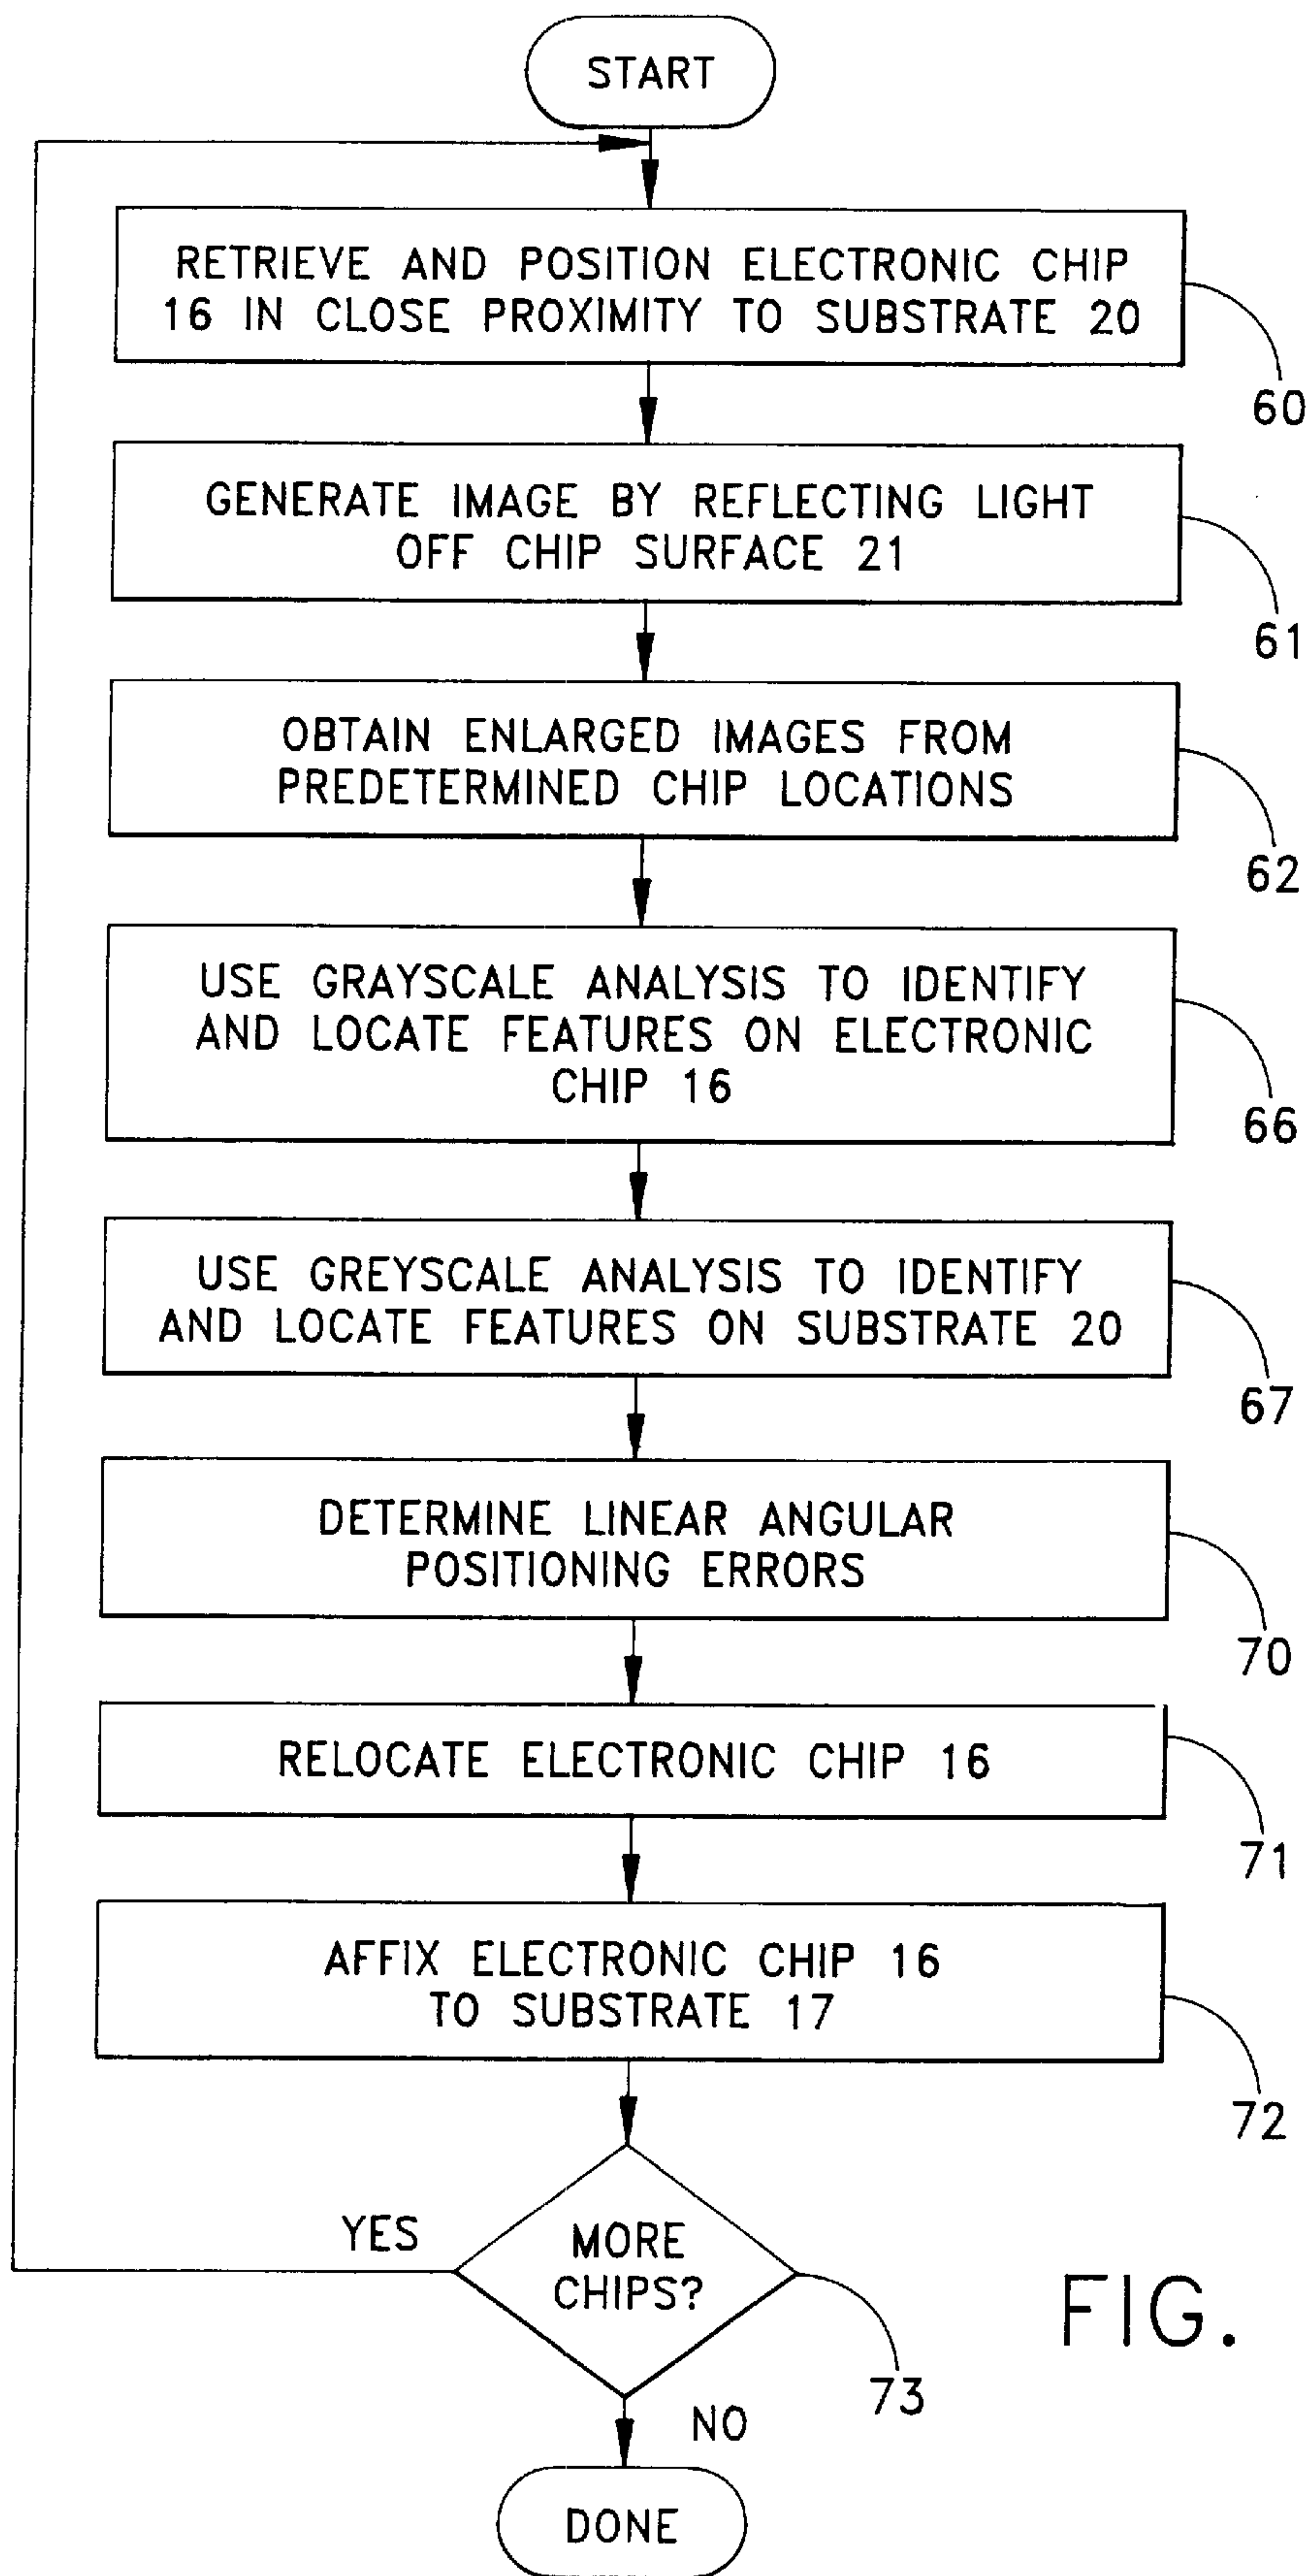 START
RETRIEVE AND POSITION ELECTRONIC CHIP
16 IN CLOSE PROXIMITY TO SUBSTRATE 20
60
GENERATE IMAGE BY REFLECTING LIGHT
OFF CHIP SURFACE 21
61
OBTAIN ENLARGED IMAGES FROM
PREDETERMINED CHIP LOCATIONS
62
USE GRAYSCALE ANALYSIS TO IDENTIFY
AND LOCATE FEATURES ON ELECTRONIC
CHIP 16
66
USE GREYSCALE ANALYSIS TO IDENTIFY
AND LOCATE FEATURES ON SUBSTRATE 20
67
DETERMINE LINEAR ANGULAR
POSITIONING ERRORS
70
RELOCATE ELECTRONIC CHIP 16
71
AFFIX ELECTRONIC CHIP 16
TO SUBSTRATE 17
72
YES
MORE
CHIPS?
73
FIG.
NO
DONE